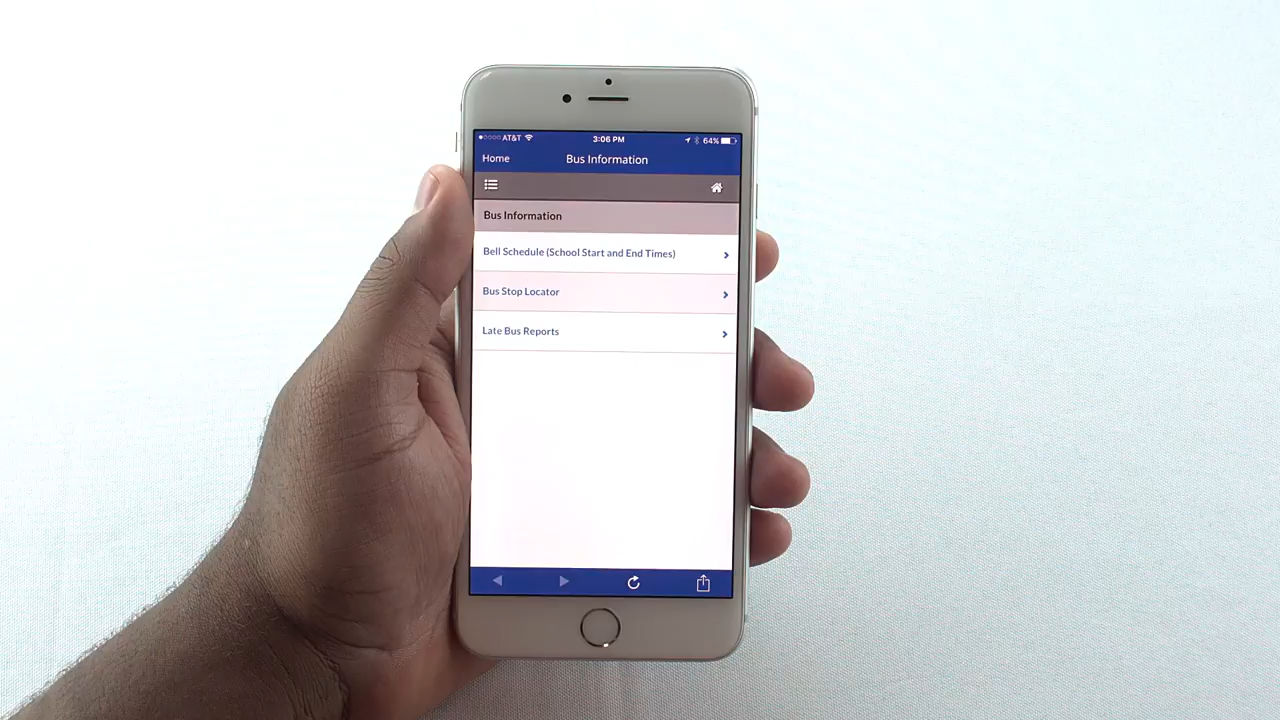 AT&T 3:06 PM 64%
Home Bus Information
Bus Information
Bell Schedule (School Start and End Times)
Bus Stop Locator
Late Bus Reports